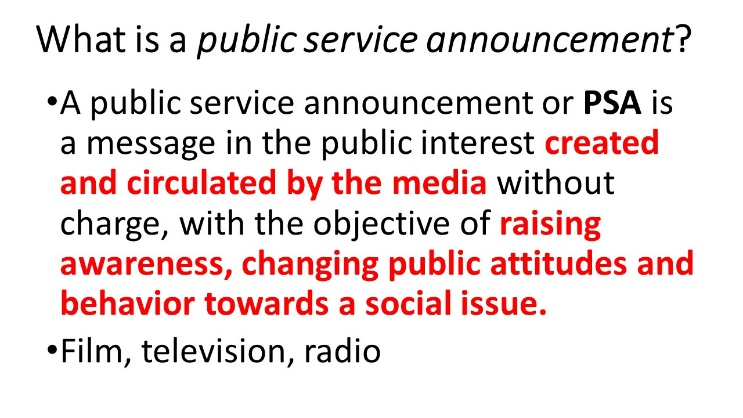 What is a public service announcement?
•A public service announcement or PSA is
a message in the public interest created
and circulated by the media without
charge, with the objective of raising
awareness, changing public attitudes and
behavior towards a social issue.
•Film, television, radio